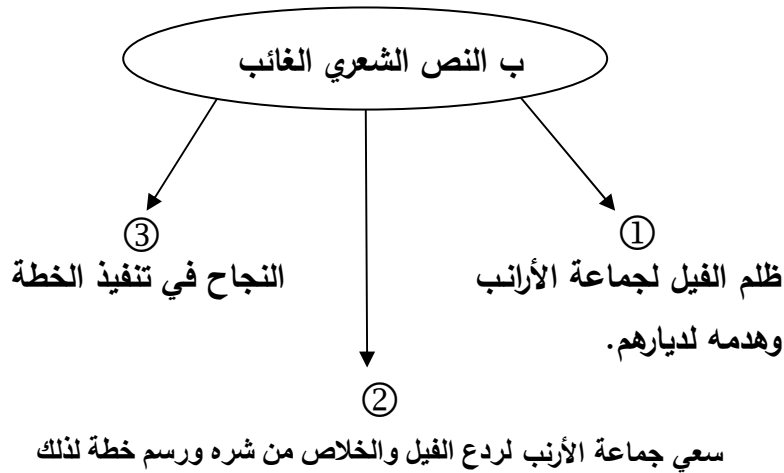 ب النص الشعري الغائب
①
ظلم الفيل لجماعة الأرانب
وهدمه لديارهم.
②
سعي جماعة الأرنب لردع الفيل والخلاص من شره ورسم خطة لذلك
③
النجاح في تنفيذ الخطة